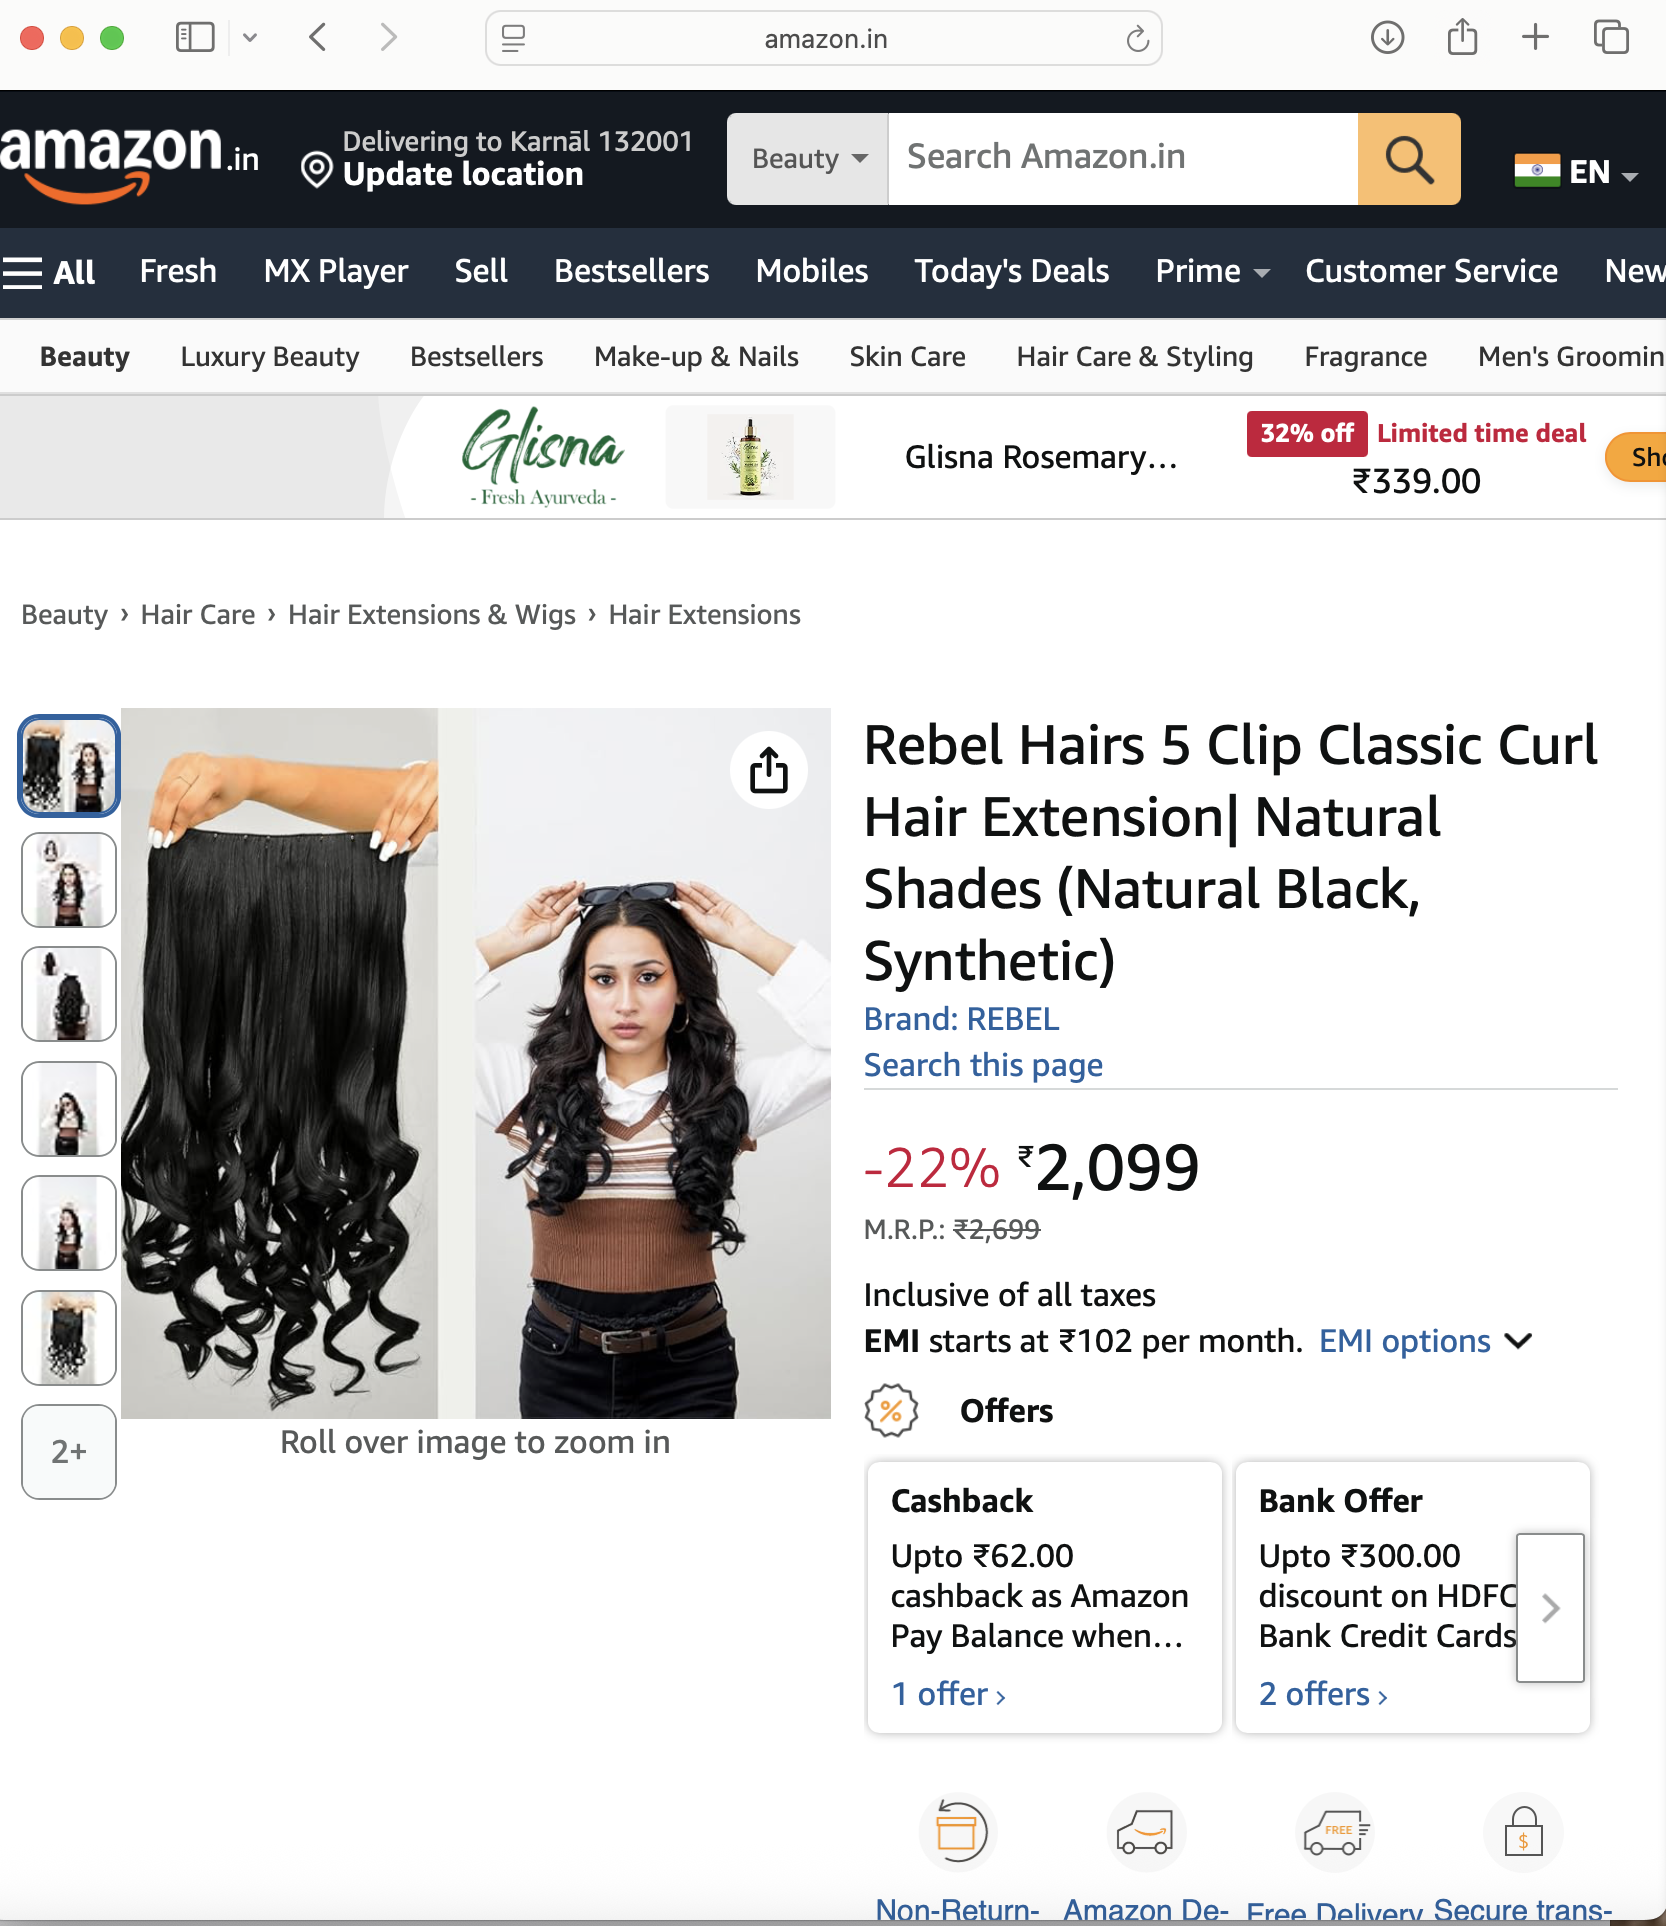 amazon.in
amazon.in
Delivering to Karnāl 132001
Update location
Beauty
Search Amazon.in
EN
All
Fresh
MX Player
Sell
Bestsellers
Mobiles
Today's Deals
Prime
Customer Service
New
Beauty
Luxury Beauty
Bestsellers
Make-up & Nails
Skin Care
Hair Care & Styling
Fragrance
Men's Groomin
Glisna
- Fresh Ayurveda -
Glisna Rosemary...
32% off
Limited time deal
₹339.00
Sho
Beauty › Hair Care › Hair Extensions & Wigs › Hair Extensions
Rebel Hairs 5 Clip Classic Curl
Hair Extension| Natural
Shades (Natural Black,
Synthetic)
Brand: REBEL
Search this page
-22% ₹2,099
M.R.P.: ₹2,699
Inclusive of all taxes
EMI starts at ₹102 per month. EMI options
% Offers
Cashback
Upto ₹62.00
cashback as Amazon
Pay Balance when...
1 offer ›
Bank Offer
Upto ₹300.00
discount on HDFC
Bank Credit Cards
2 offers ›
2+
Roll over image to zoom in
FREE
$
Non-Return-
Amazon De-
Free Delivery
Secure trans-